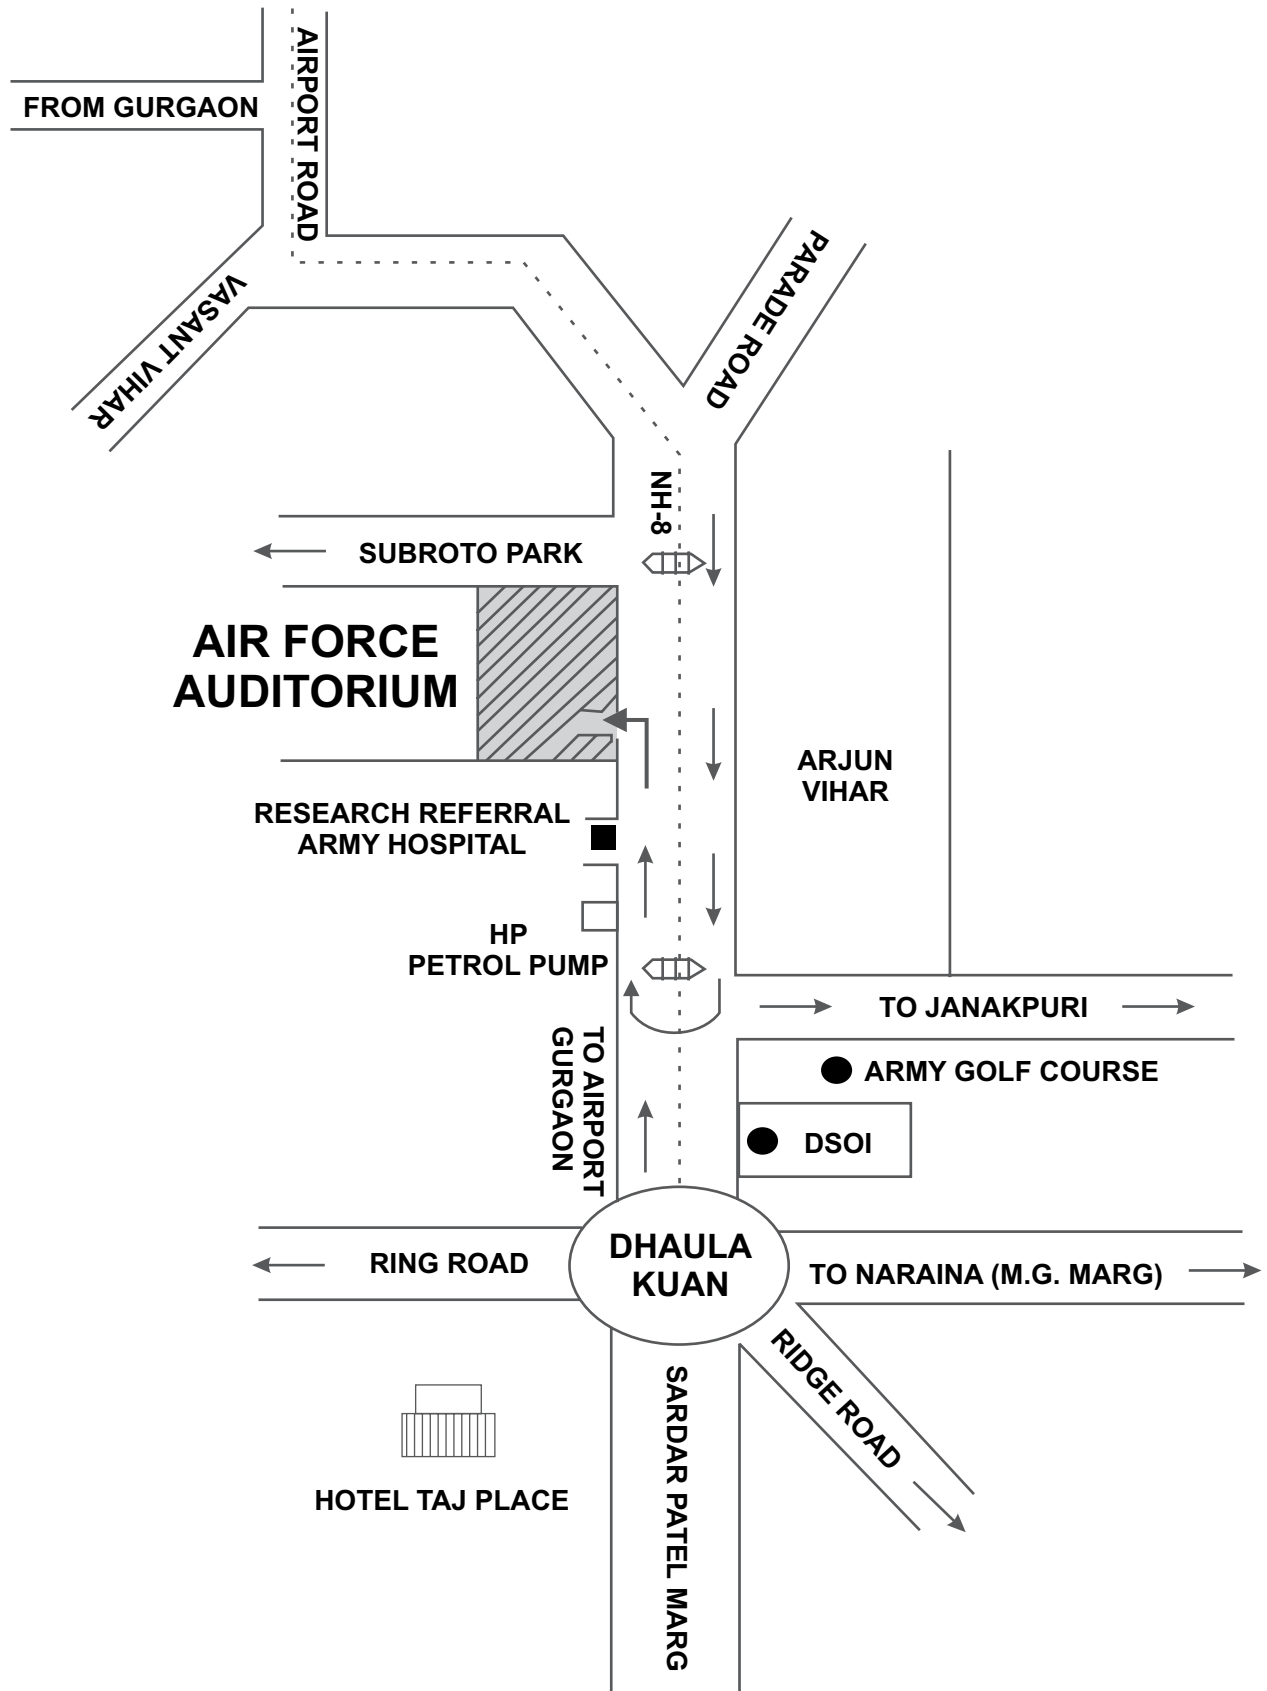 AIRPORT ROAD
FROM GURGAON
PARADE ROAD
VASANT VIHAR
NH-8
SUBROTO PARK
AIR FORCE
AUDITORIUM
ARJUN
VIHAR
RESEARCH REFERRAL
ARMY HOSPITAL
HP
PETROL PUMP
TO JANAKPURI
TO AIRPORT
GURGAON
ARMY GOLF COURSE
DSOI
DHAULA
KUAN
RING ROAD
TO NARAINA (M.G. MARG)
RIDGE ROAD
SARDAR PATEL MARG
HOTEL TAJ PLACE